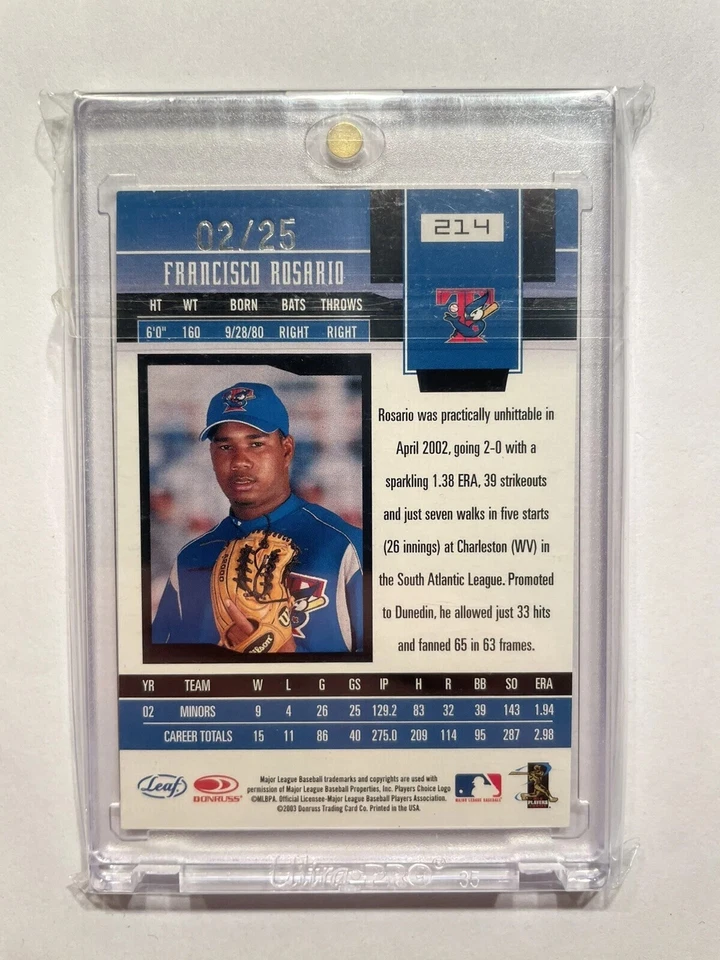 02/25
214
FRANCISCO ROSARIO
HT WT BORN BATS THROWS
6'0" 160 9/28/80 RIGHT RIGHT
Rosario was practically unhittable in
April 2002, going 2-0 with a
sparkling 1.38 ERA, 39 strikeouts
and just seven walks in five starts
(26 innings) at Charleston (WV) in
the South Atlantic League. Promoted
to Dunedin, he allowed just 33 hits
and fanned 65 in 63 frames.
Wilson
YR TEAM W L G GS IP H R BB SO ERA
02 MINORS 9 4 26 25 129.2 83 32 39 143 1.94
CAREER TOTALS 15 11 86 40 275.0 209 114 95 287 2.98
Leaf
DONRUSS
Major League Baseball trademarks and copyrights are used with
permission of Major League Baseball Properties, Inc. Players Choice Logo
©MLBPA. Official Licensee-Major League Baseball Players Association.
©2003 Donruss Trading Card Co. Printed in the USA.
MAJOR LEAGUE BASEBALL
PLAYERS
Ultra PRO
35